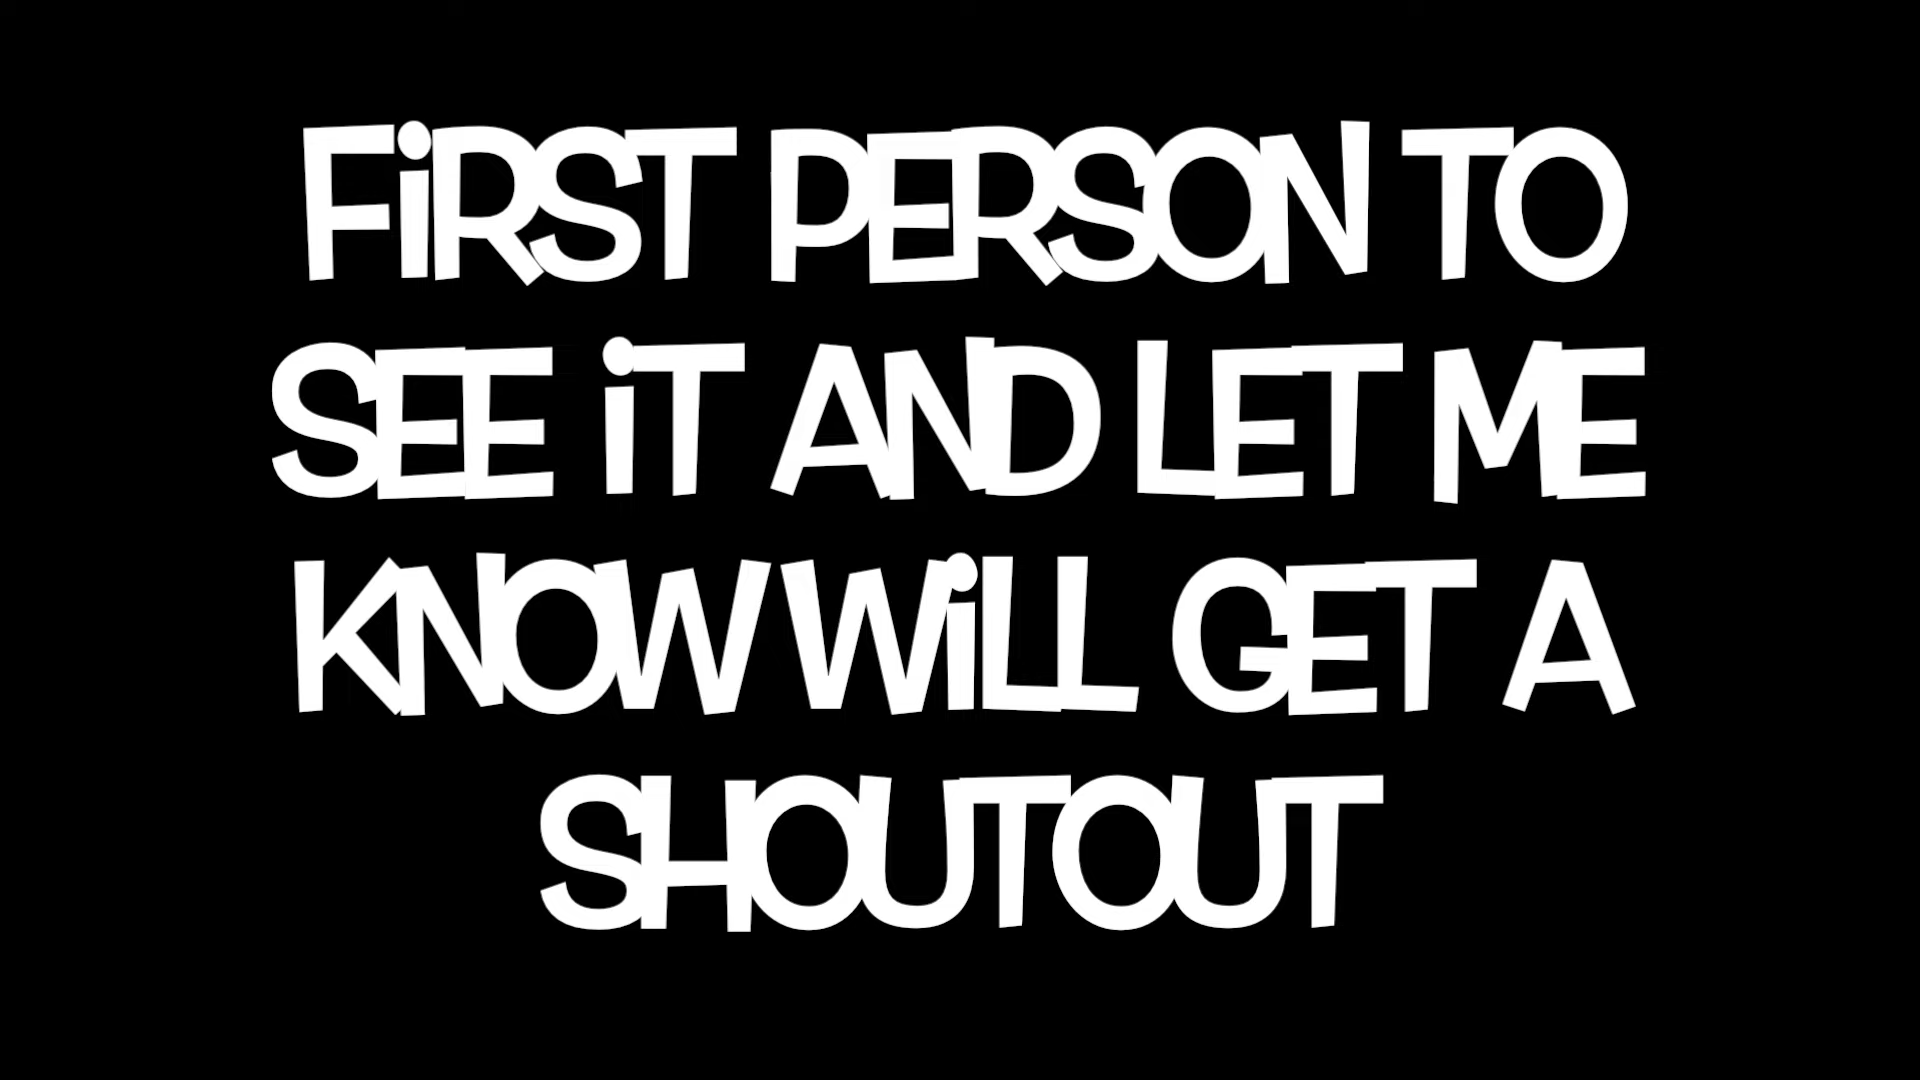 FiRST PERSON TO
SEE iT AND LET ME
KNOW WiLL GET A
SHOUTOUT